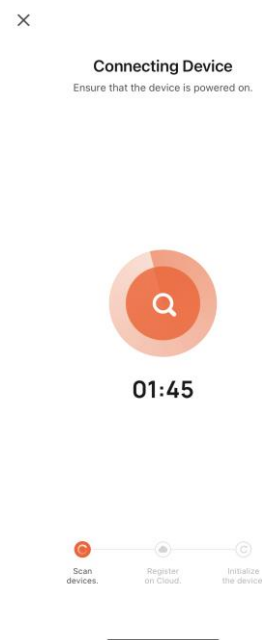 Connecting Device
Ensure that the device is powered on.
01:45
Scan
devices.
Register
on Cloud.
Initialize
the device